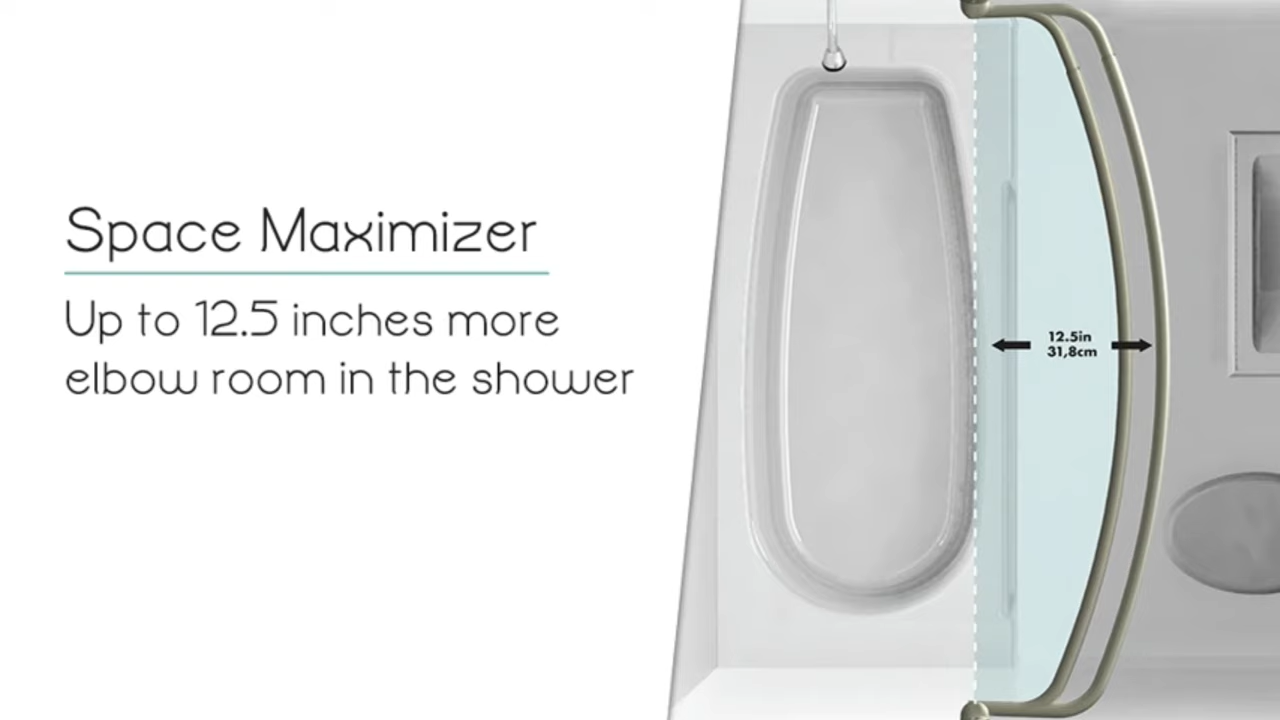 Space Maximizer
Up to 12.5 inches more
elbow room in the shower
12.5in
31,8cm